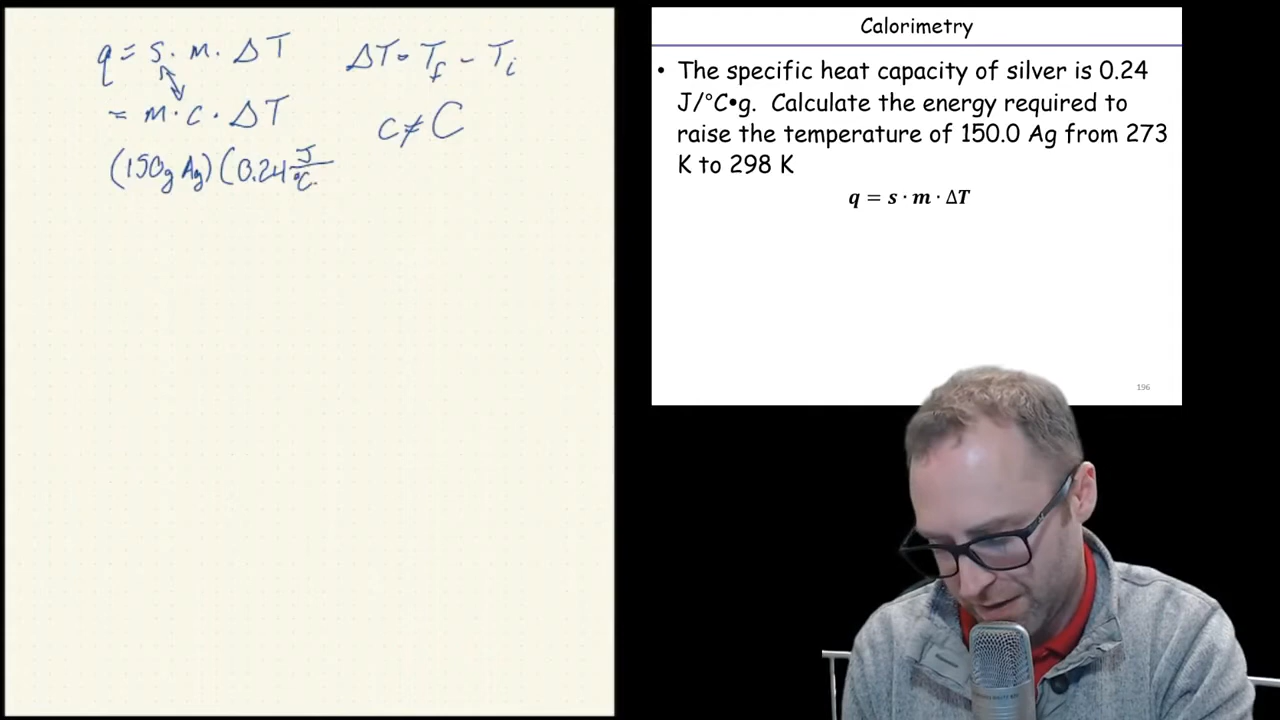 q = s. m. ΔT
ΔT = Tf - Ti
= m · c · ΔT
c ≠ C
(150g Ag) (0.24 J/°C.
Calorimetry
• The specific heat capacity of silver is 0.24
J/°C•g. Calculate the energy required to
raise the temperature of 150.0 Ag from 273
K to 298 K
q = s · m · ΔT
196